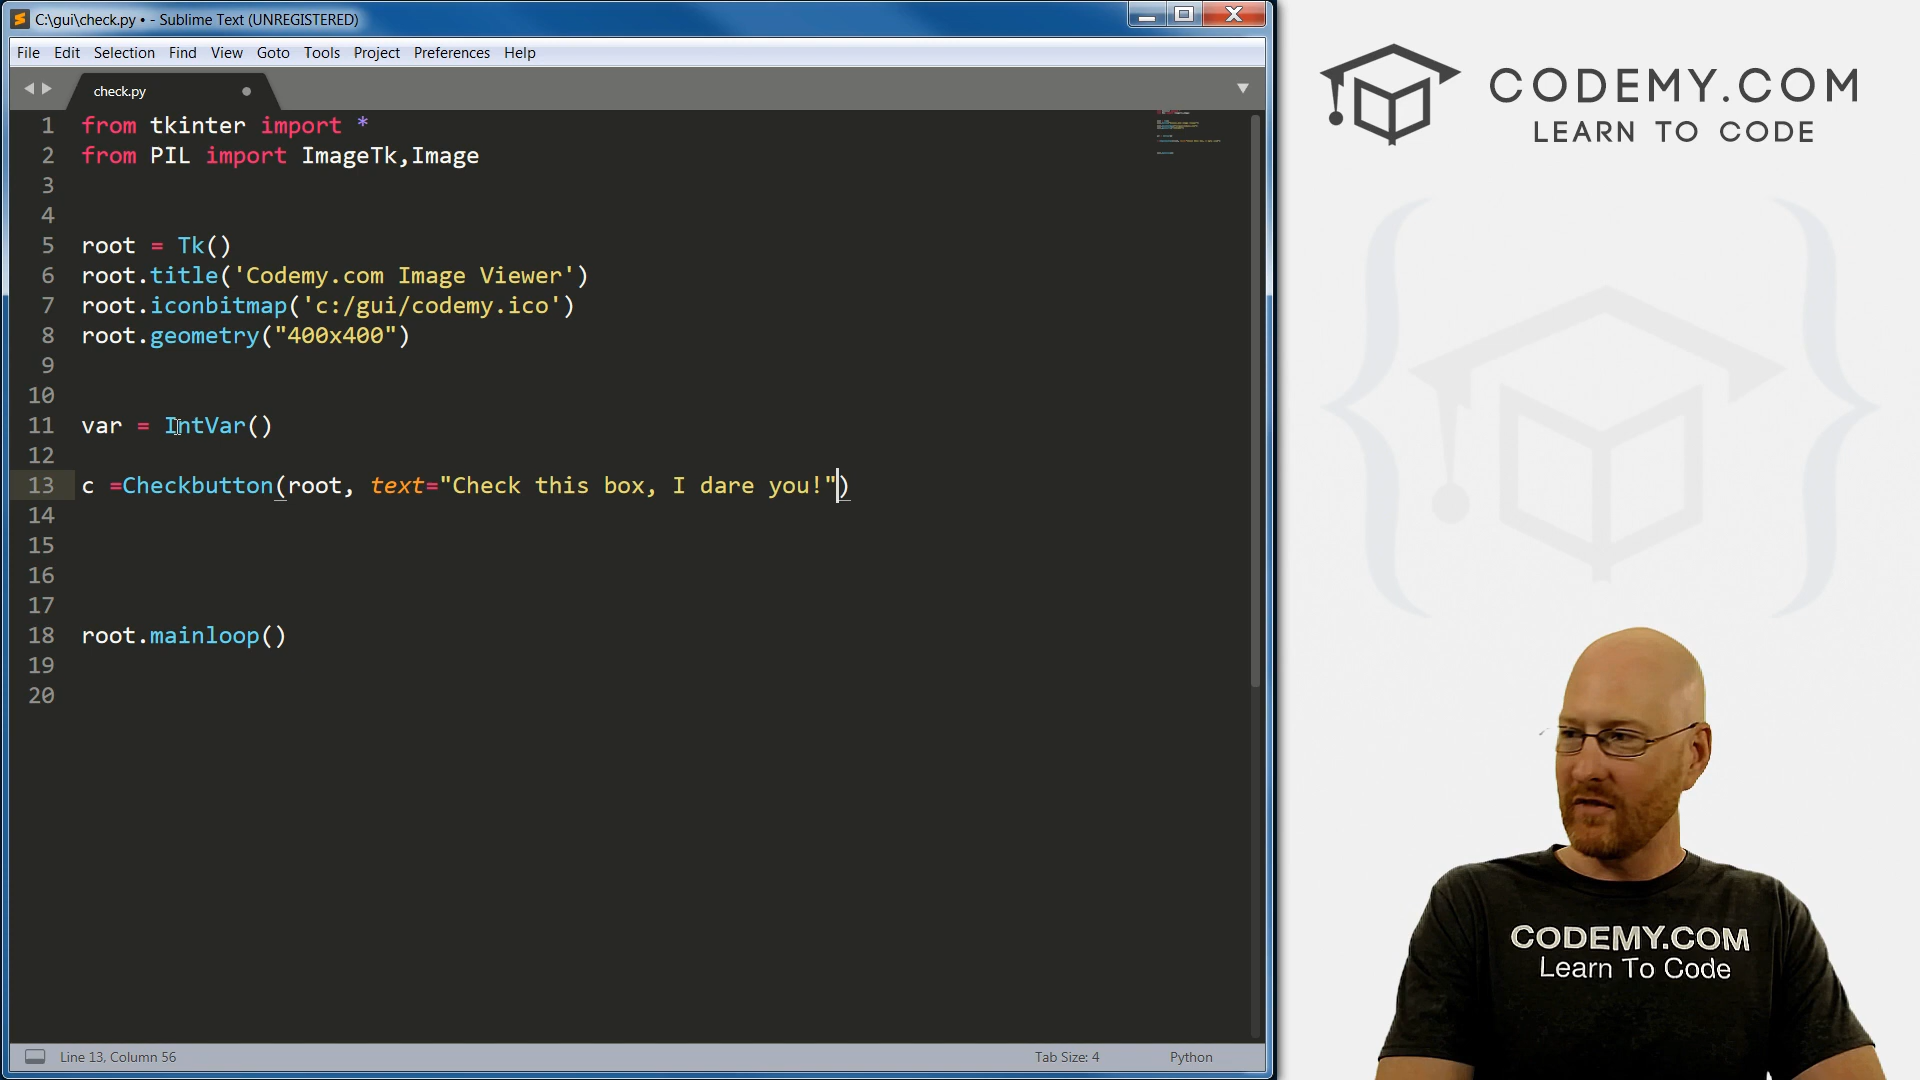 C:\gui\check.py • - Sublime Text (UNREGISTERED)
File Edit Selection Find View Goto Tools Project Preferences Help
check.py
1 from tkinter import *
2 from PIL import ImageTk,Image
3
4
5 root = Tk()
6 root.title('Codemy.com Image Viewer')
7 root.iconbitmap('c:/gui/codemy.ico')
8 root.geometry("400x400")
9
10
11 var = IntVar()
12
13 c =Checkbutton(root, text="Check this box, I dare you!")
14
15
16
17
18 root.mainloop()
19
20
Line 13, Column 56
Tab Size: 4
Python
CODEMY.COM
LEARN TO CODE
CODEMY.COM
Learn To Code